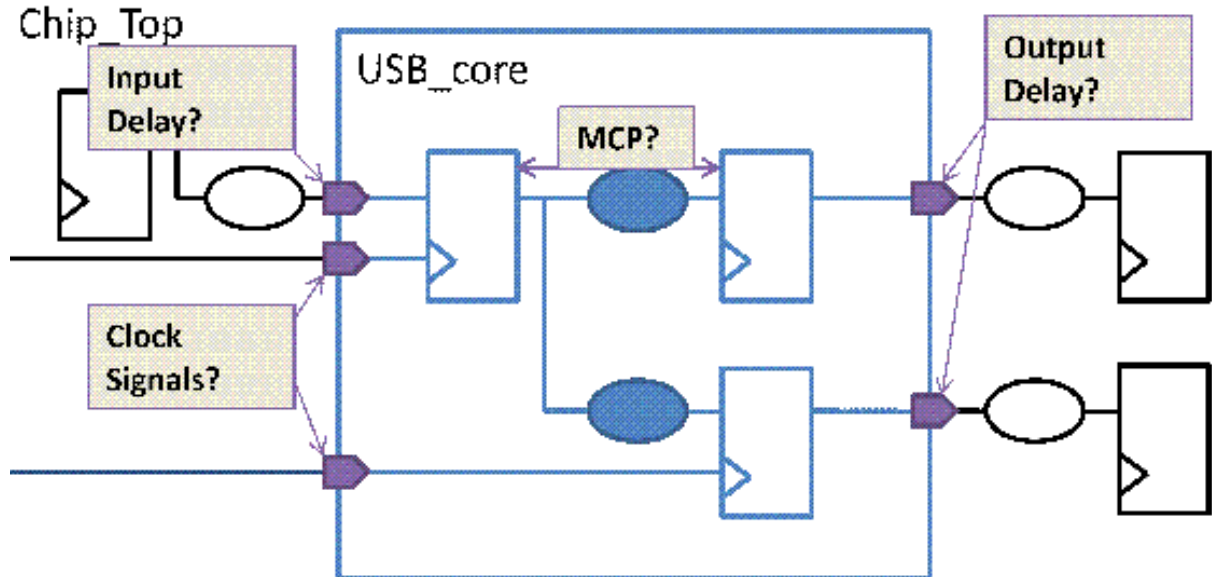 Chip_Top
Input
Delay?
USB_core
Output
Delay?
MCP?
Clock
Signals?